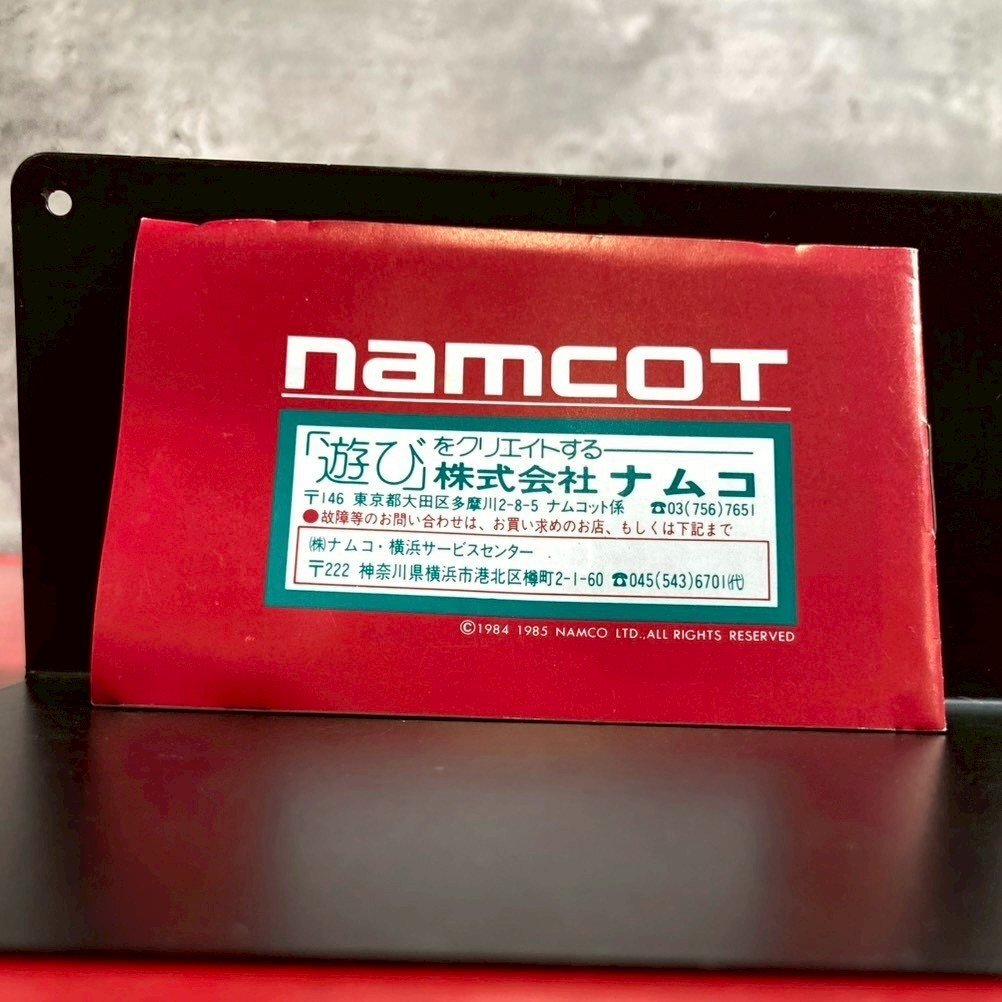 namcot
「遊び」をクリエイトする
株式会社ナムコ
〒146 東京都大田区多摩川2-8-5 ナムコット係 ☎03(756)7651
●故障等のお問い合わせは、お買い求めのお店、もしくは下記まで
㈱ナムコ・横浜サービスセンター
〒222 神奈川県横浜市港北区樽町2-1-60 ☎045(543)6701㈹
©1984 1985 NAMCO LTD.,ALL RIGHTS RESERVED